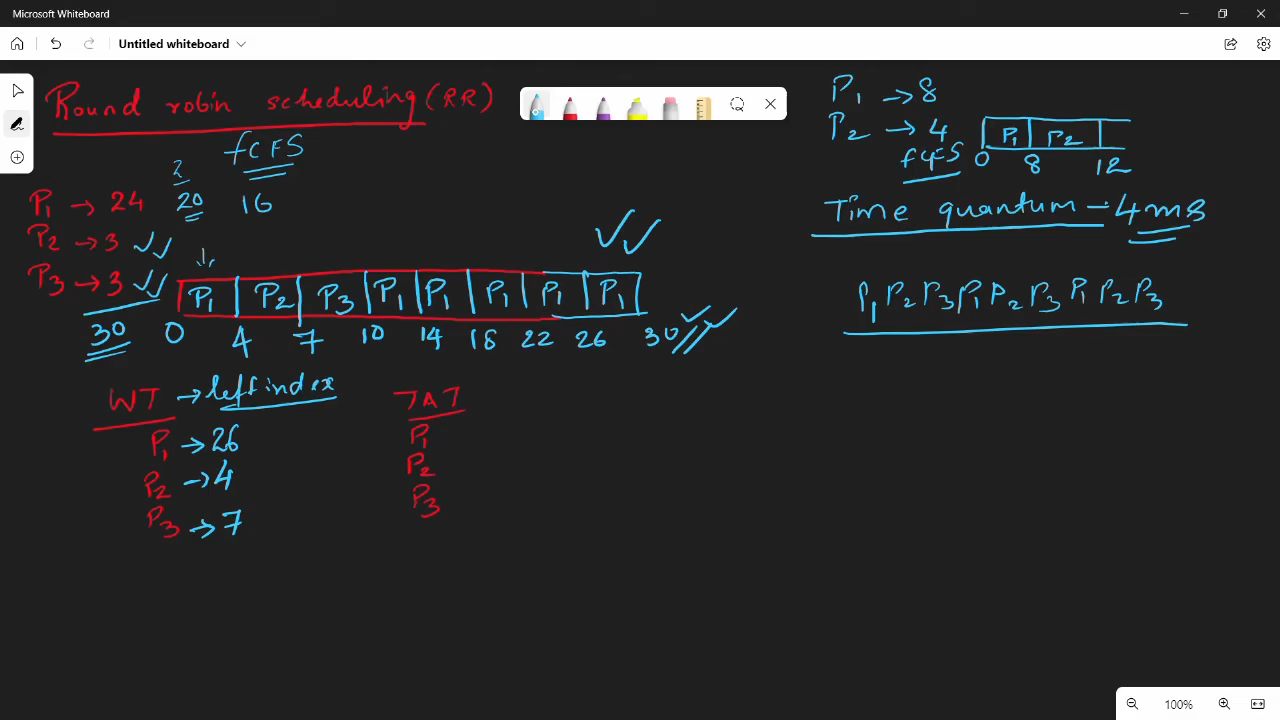 Microsoft Whiteboard
Untitled whiteboard
Round robin scheduling (RR)
FCFS
P1 → 24 20 16
P2 → 3
P3 → 3
30
P1 P2 P3 P1 P1 P1 P1 P1
0 4 7 10 14 18 22 26 30
WT → left index
P1 → 26
P2 → 4
P3 → 7
TAT
P1
P2
P3
P1 → 8
P2 → 4
FCFS
P1 P2
0 8 12
Time quantum - 4ms
P1 P2 P3 P1 P2 P3 P1 P2 P3
100%